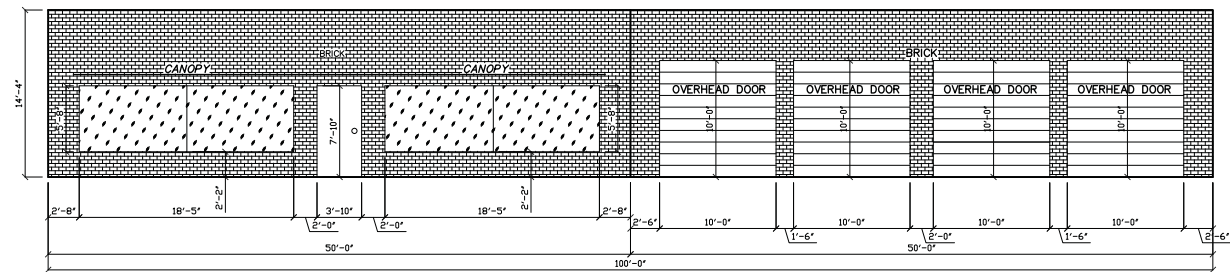 BRICK
BRICK
CANOPY CANOPY
14'-4"
5'-8" 7'-10" 5'-8"
OVERHEAD DOOR OVERHEAD DOOR OVERHEAD DOOR OVERHEAD DOOR
10'-0" 10'-0" 10'-0" 10'-0"
2'-2" 2'-2"
2'-8" 18'-5" 3'-10" 18'-5" 2'-8"
2'-0" 2'-0"
2'-6" 10'-0" 10'-0" 10'-0" 10'-0"
1'-6" 2'-0" 1'-6" 2'-6"
50'-0" 50'-0"
100'-0"